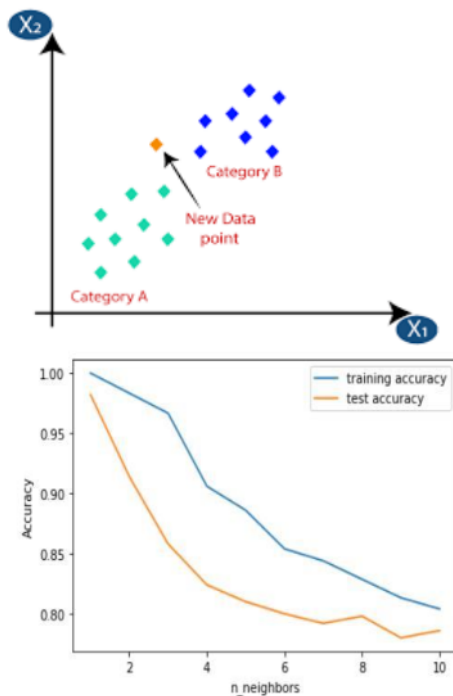 X₂
Category B
New Data
point
Category A
X₁
1.00
0.95
0.90
0.85
0.80
Accuracy
training accuracy
test accuracy
2
4
6
8
10
n_neighbors